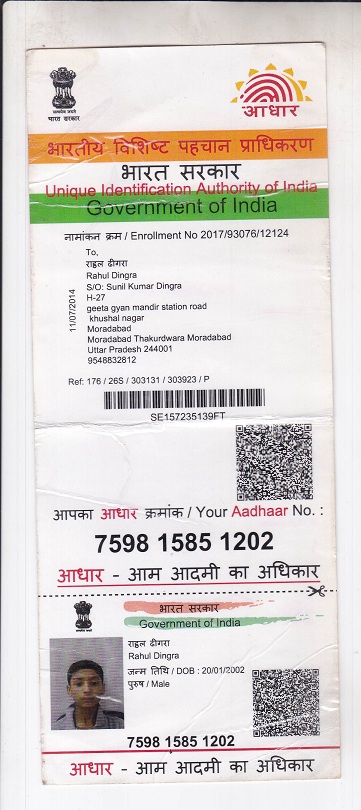 भारत सरकार
आधार
भारतीय विशिष्ट पहचान प्राधिकरण
भारत सरकार
Unique Identification Authority of India
Government of India
नामांकन क्रम / Enrollment No 2017/93076/12124
To,
राहुल ढीगरा
Rahul Dingra
S/O: Sunil Kumar Dingra
H-27
geeta gyan mandir station road
khushal nagar
Moradabad
Moradabad Thakurdwara Moradabad
Uttar Pradesh 244001
9548832812
11/07/2014
Ref: 176 / 26S / 303131 / 303923 / P
SE157235139FT
आपका आधार क्रमांक / Your Aadhaar No. :
7598 1585 1202
आधार - आम आदमी का अधिकार
भारत सरकार
Government of India
राहुल ढीगरा
Rahul Dingra
जन्म तिथि / DOB : 20/01/2002
पुरुष / Male
7598 1585 1202
आधार - आम आदमी का अधिकार